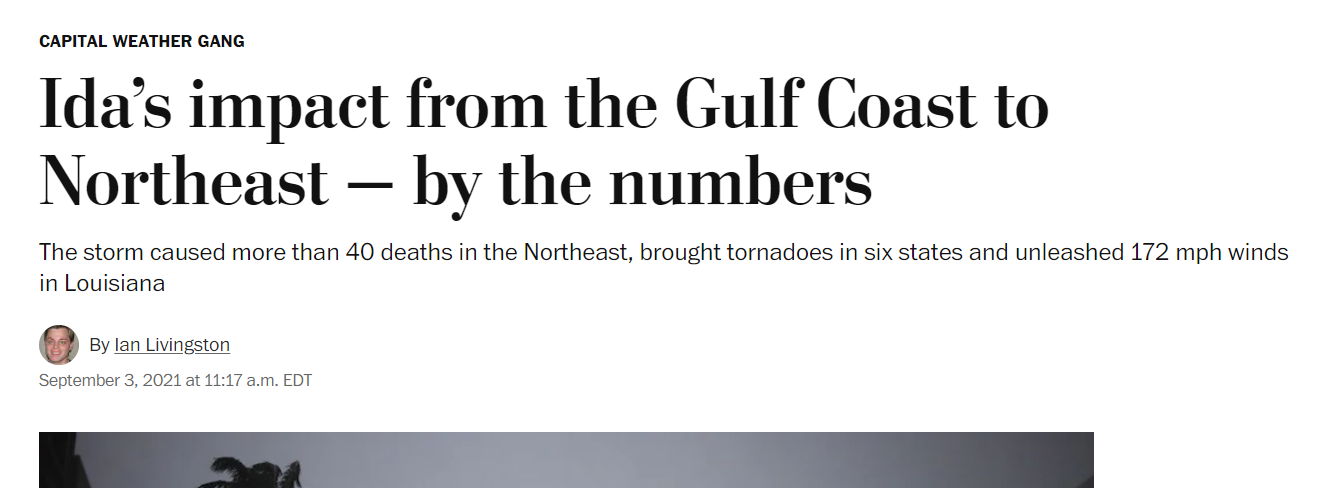 CAPITAL WEATHER GANG
Ida’s impact from the Gulf Coast to
Northeast — by the numbers
The storm caused more than 40 deaths in the Northeast, brought tornadoes in six states and unleashed 172 mph winds
in Louisiana
By Ian Livingston
September 3, 2021 at 11:17 a.m. EDT